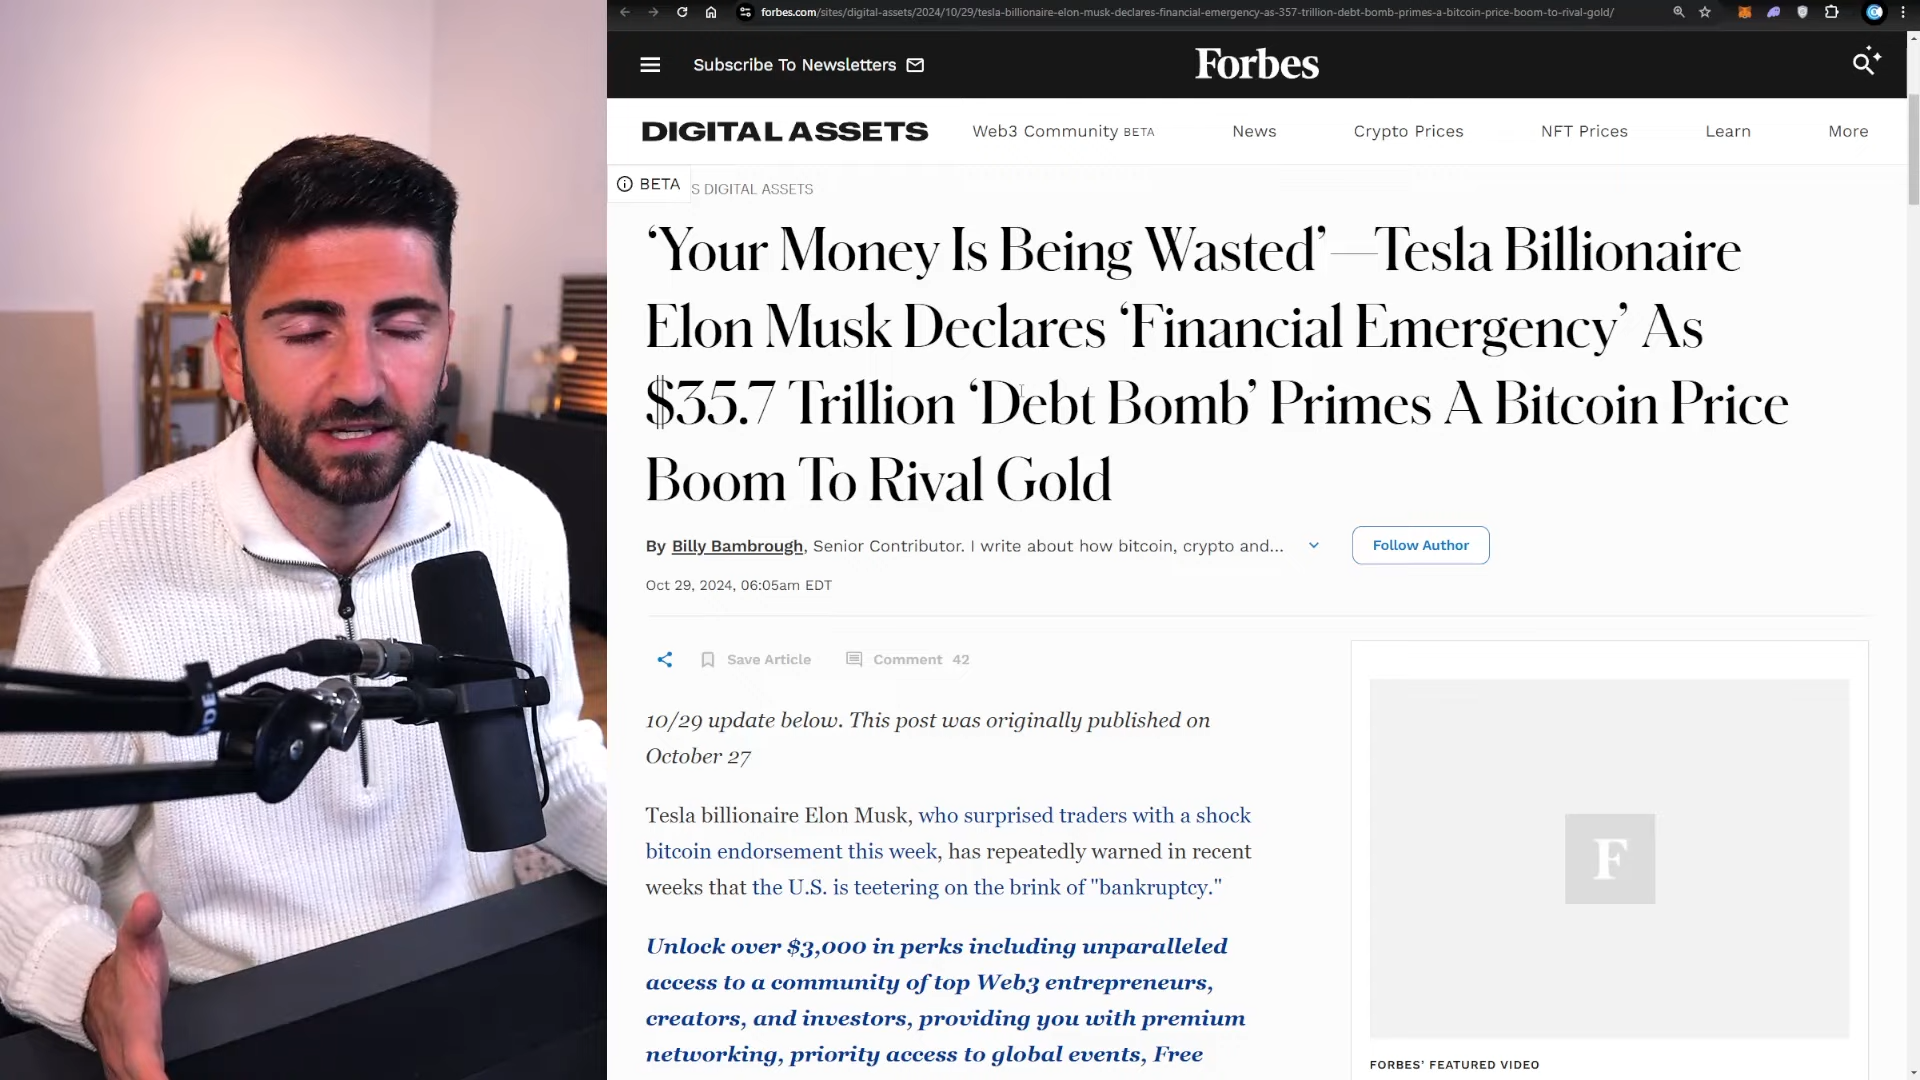 forbes.com/sites/digital-assets/2024/10/29/tesla-billionaire-elon-musk-declares-financial-emergency-as-357-trillion-debt-bomb-primes-a-bitcoin-price-boom-to-rival-gold/
Subscribe To Newsletters
Forbes
DIGITAL ASSETS
Web3 Community BETA
News
Crypto Prices
NFT Prices
Learn
More
BETA
S DIGITAL ASSETS
‘Your Money Is Being Wasted’—Tesla Billionaire
Elon Musk Declares ‘Financial Emergency’ As
$35.7 Trillion ‘Debt Bomb’ Primes A Bitcoin Price
Boom To Rival Gold
By Billy Bambrough, Senior Contributor. I write about how bitcoin, crypto and...
Follow Author
Oct 29, 2024, 06:05am EDT
Save Article
Comment 42
10/29 update below. This post was originally published on
October 27
Tesla billionaire Elon Musk, who surprised traders with a shock
bitcoin endorsement this week, has repeatedly warned in recent
weeks that the U.S. is teetering on the brink of "bankruptcy."
Unlock over $3,000 in perks including unparalleled
access to a community of top Web3 entrepreneurs,
creators, and investors, providing you with premium
networking, priority access to global events, Free
F
FORBES’ FEATURED VIDEO